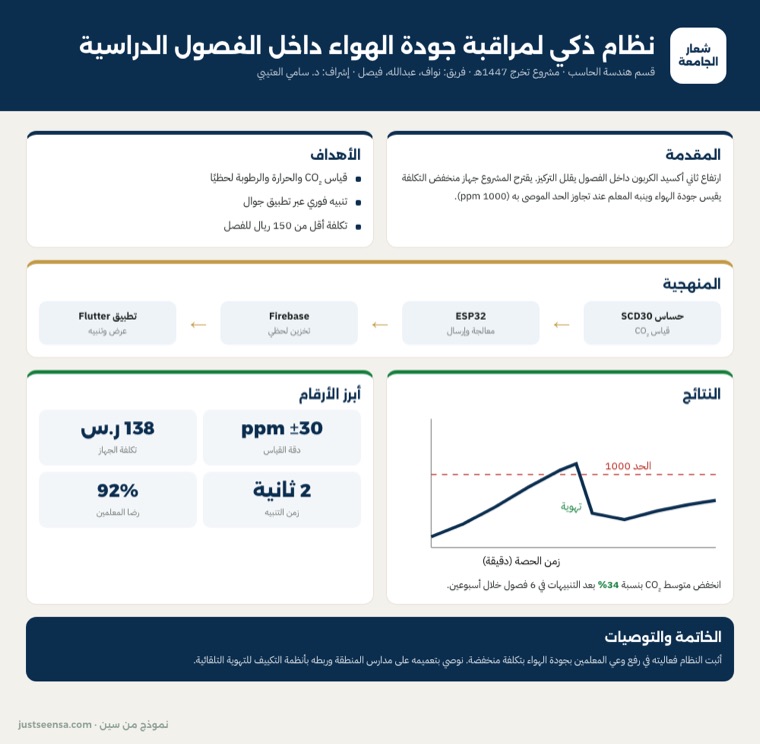 شعار
الجامعة
نظام ذكي لمراقبة جودة الهواء داخل الفصول الدراسية
قسم هندسة الحاسب · مشروع تخرج 1447هـ · فريق: نواف، عبدالله، فيصل · إشراف: د. سامي العتيبي
المقدمة
ارتفاع ثاني أكسيد الكربون داخل الفصول يقلل التركيز. يقترح المشروع جهاز منخفض التكلفة
يقيس جودة الهواء وينبه المعلم عند تجاوز الحد الموصى به (1000 ppm).
الأهداف
قياس CO₂ والحرارة والرطوبة لحظيًا
تنبيه فوري عبر تطبيق جوال
تكلفة أقل من 150 ريال للفصل
المنهجية
حساس SCD30
قياس CO₂
←
ESP32
معالجة وإرسال
←
Firebase
تخزين لحظي
←
تطبيق Flutter
عرض وتنبيه
النتائج
الحد 1000
تهوية
زمن الحصة (دقيقة)
انخفض متوسط CO₂ بنسبة 34% بعد التنبيهات في 6 فصول خلال أسبوعين.
أبرز الأرقام
±30 ppm
دقة القياس
138 ر.س
تكلفة الجهاز
2 ثانية
زمن التنبيه
92%
رضا المعلمين
الخاتمة والتوصيات
أثبت النظام فعاليته في رفع وعي المعلمين بجودة الهواء بتكلفة منخفضة. نوصي بتعميمه على مدارس المنطقة وربطه بأنظمة التكييف للتهوية التلقائية.
نموذج من سين · justseensa.com